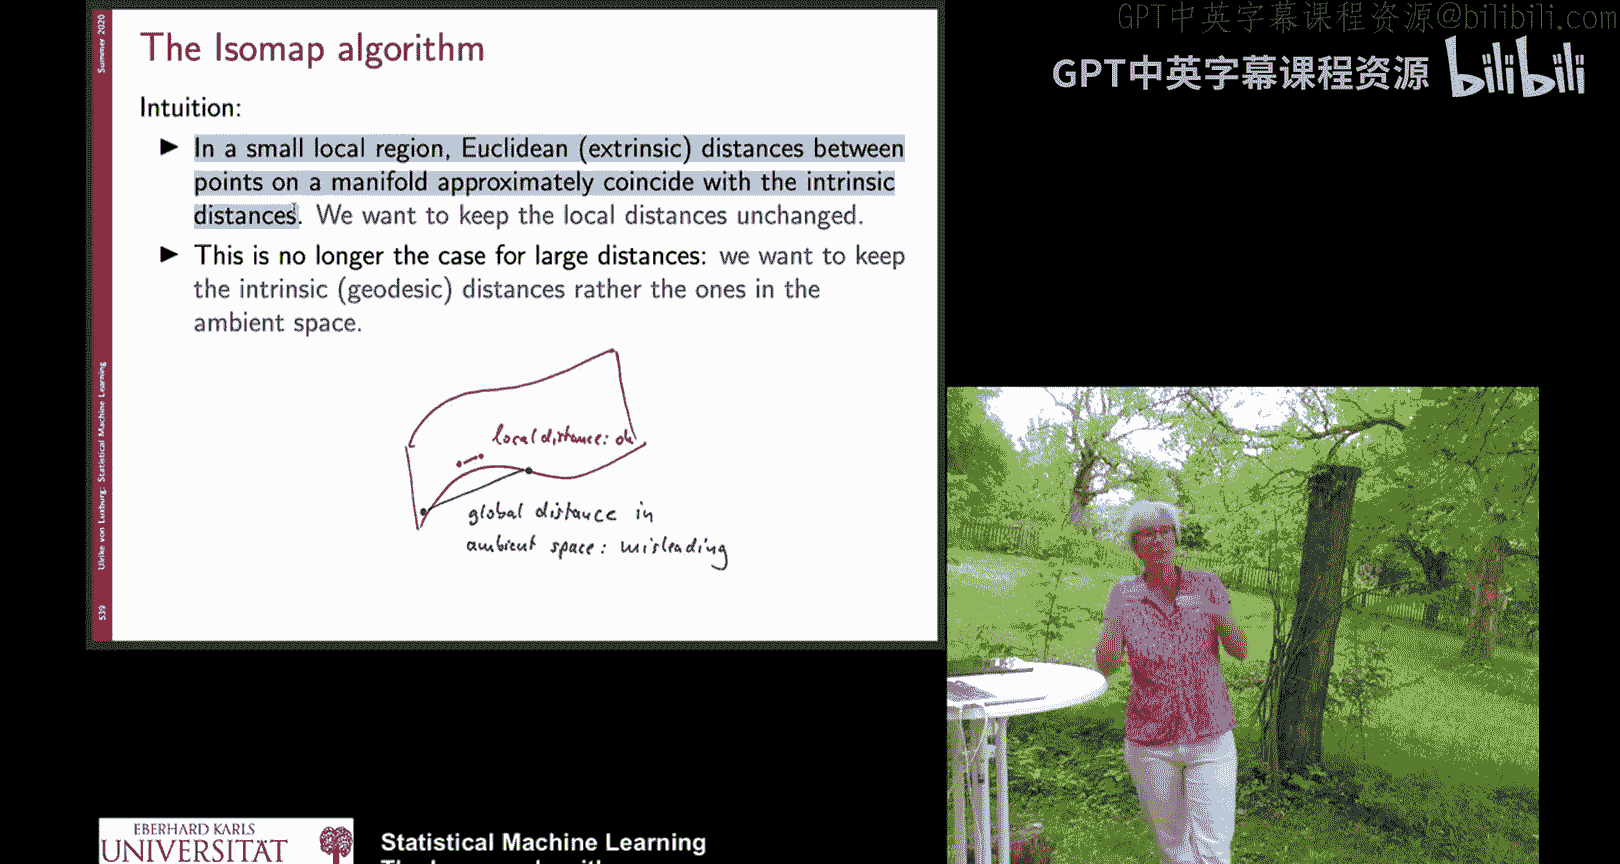 GPT中英字幕课程资源@bilibili.com
GPT中英字幕课程资源 bilibili
Summer 2020
Ulrike von Luxburg: Statistical Machine Learning
539
The Isomap algorithm
Intuition:
► In a small local region, Euclidean (extrinsic) distances between
points on a manifold approximately coincide with the intrinsic
distances. We want to keep the local distances unchanged.
► This is no longer the case for large distances: we want to keep
the intrinsic (geodesic) distances rather the ones in the
ambient space.
local distance: ok
global distance in
ambient space: misleading
EBERHARD KARLS
UNIVERSITÄT
Statistical Machine Learning